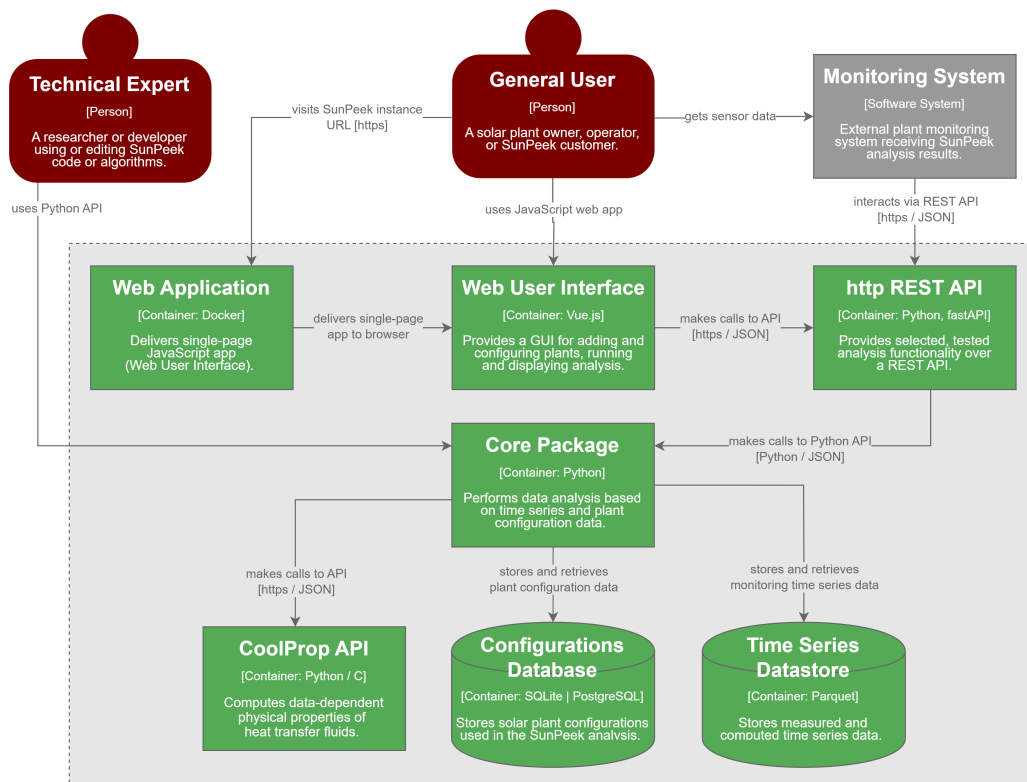 Technical Expert
[Person]
A researcher or developer
using or editing SunPeek
code or algorithms.
General User
[Person]
A solar plant owner, operator,
or SunPeek customer.
Monitoring System
[Software System]
External plant monitoring
system receiving SunPeek
analysis results.
visits SunPeek instance
URL [https]
gets sensor data
uses Python API
uses JavaScript web app
interacts via REST API
[https / JSON]
Web Application
[Container: Docker]
Delivers single-page
JavaScript app
(Web User Interface).
delivers single-page
app to browser
Web User Interface
[Container: Vue.js]
Provides a GUI for adding and
configuring plants, running
and displaying analysis.
makes calls to API
[https / JSON]
http REST API
[Container: Python, fastAPI]
Provides selected, tested
analysis functionality over
a REST API.
Core Package
[Container: Python]
Performs data analysis based
on time series and plant
configuration data.
makes calls to Python API
[Python / JSON]
makes calls to API
[https / JSON]
stores and retrieves
plant configuration data
stores and retrieves
monitoring time series data
CoolProp API
[Container: Python / C]
Computes data-dependent
physical properties of
heat transfer fluids.
Configurations
Database
[Container: SQLite | PostgreSQL]
Stores solar plant configurations
used in the SunPeek analysis.
Time Series
Datastore
[Container: Parquet]
Stores measured and
computed time series data.